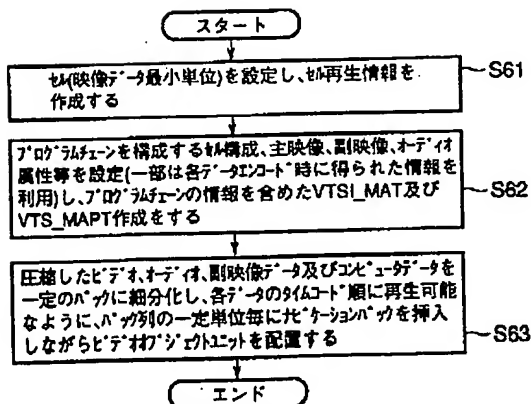 スタート
ｾﾙ(映像ﾃﾞｰﾀ最小単位)を設定し、ｾﾙ再生情報を
作成する
S61
ﾌﾟﾛｸﾞﾗﾑﾁｪｰﾝを構成するｾﾙ構成、主映像、副映像、ｵｰﾃﾞｨｵ
属性等を設定(一部は各ﾃﾞｰﾀｴﾝｺｰﾄﾞ時に得られた情報を
利用)し、ﾌﾟﾛｸﾞﾗﾑﾁｪｰﾝの情報を含めたVTSI_MAT及び
VTS_MAPT作成をする
S62
圧縮したﾋﾞﾃﾞｵ、ｵｰﾃﾞｨｵ、副映像ﾃﾞｰﾀ及びｺﾝﾋﾟｭｰﾀﾃﾞｰﾀを
一定のﾊﾟｯｸに細分化し、各ﾃﾞｰﾀのﾀｲﾑｺｰﾄﾞ順に再生可能
なように、ﾊﾟｯｸ列の一定単位毎にﾅﾋﾞｹﾞｰｼｮﾝﾊﾟｯｸを挿入
しながらﾋﾞﾃﾞｵｵﾌﾞｼﾞｪｸﾄﾕﾆｯﾄを配置する
S63
エンド